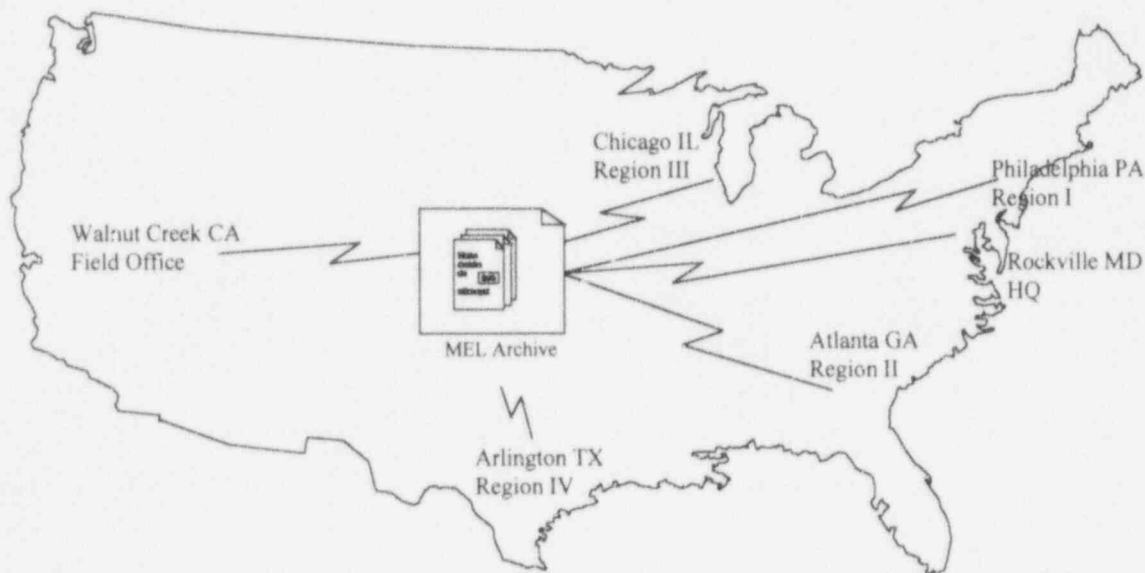 Chicago IL
Region III
Philadelphia PA
Region I
Walnut Creek CA
Field Office
Rockville MD
HQ
MEL Archive
Atlanta GA
Region II
Arlington TX
Region IV